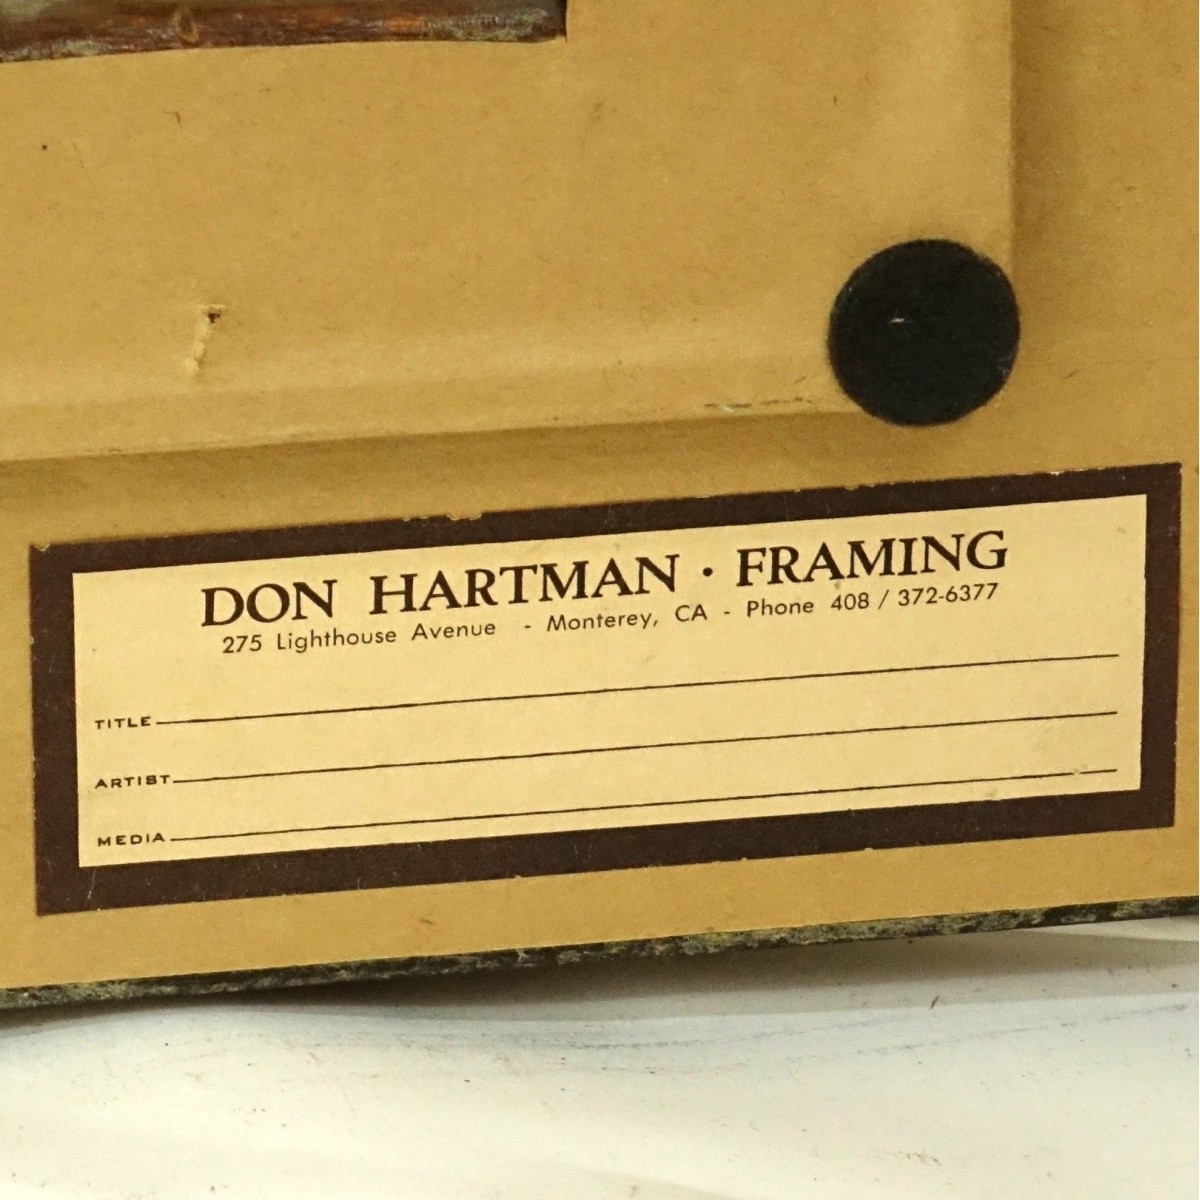 DON HARTMAN · FRAMING
275 Lighthouse Avenue - Monterey, CA - Phone 408 / 372-6377
TITLE
ARTIST
MEDIA